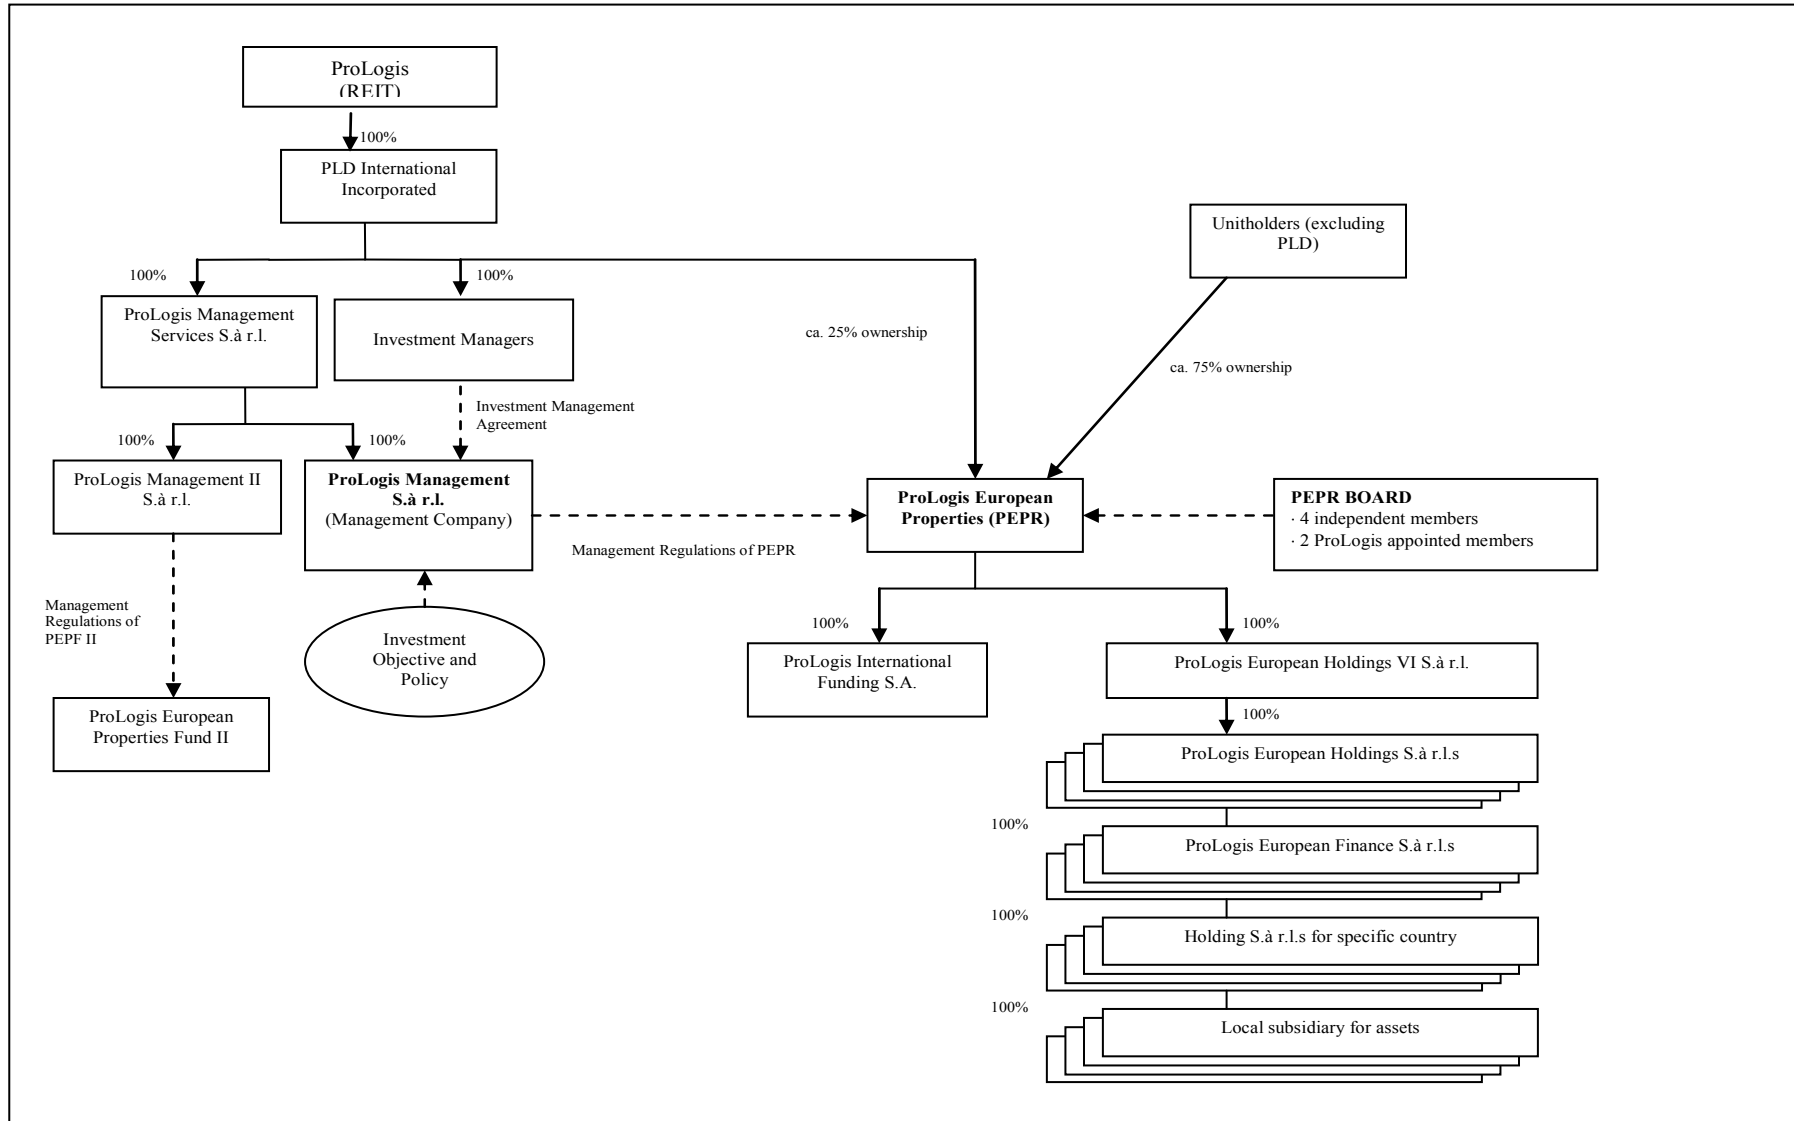 ProLogis
(REIT)
100%
PLD International
Incorporated
Unitholders (excluding
PLD)
100%
100%
ProLogis Management
Services S.à r.l.
Investment Managers
ca. 25% ownership
ca. 75% ownership
Investment Management
Agreement
100%
100%
ProLogis Management II
S.à r.l.
ProLogis Management
S.à r.l.
(Management Company)
ProLogis European
Properties (PEPR)
PEPR BOARD
· 4 independent members
· 2 ProLogis appointed members
Management Regulations of PEPR
Management
Regulations of
PEPF II
Investment
Objective and
Policy
100%
100%
ProLogis International
Funding S.A.
ProLogis European Holdings VI S.à r.l.
ProLogis European
Properties Fund II
100%
ProLogis European Holdings S.à r.l.s
100%
ProLogis European Finance S.à r.l.s
100%
Holding S.à r.l.s for specific country
100%
Local subsidiary for assets